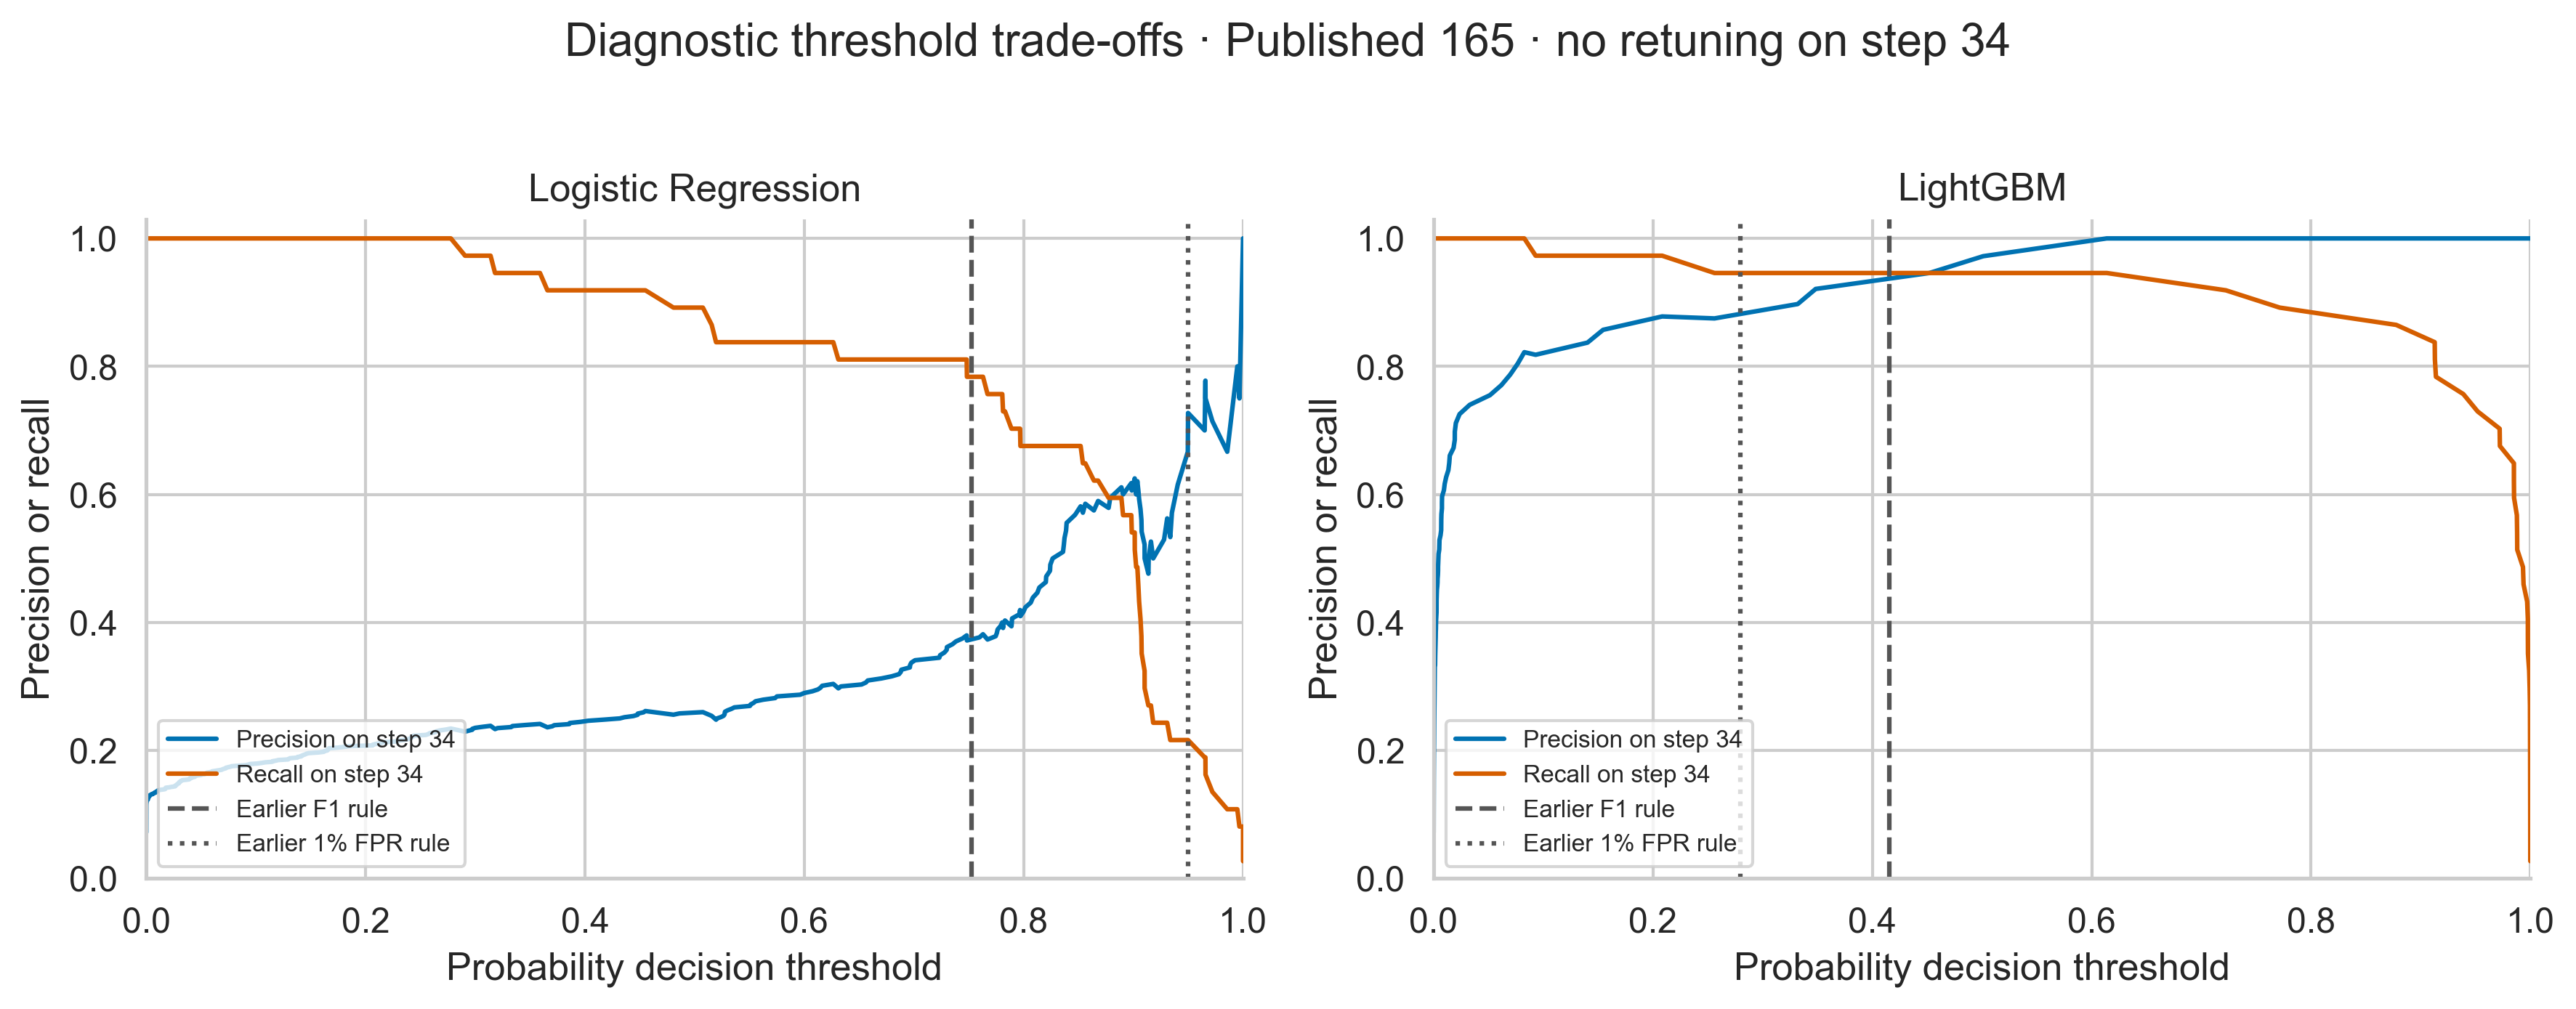 Diagnostic threshold trade-offs · Published 165 · no retuning on step 34
Logistic Regression
Precision or recall
1.0
0.8
0.6
0.4
0.2
0.0
Precision on step 34
Recall on step 34
Earlier F1 rule
Earlier 1% FPR rule
0.0 0.2 0.4 0.6 0.8 1.0
Probability decision threshold
LightGBM
Precision or recall
1.0
0.8
0.6
0.4
0.2
0.0
Precision on step 34
Recall on step 34
Earlier F1 rule
Earlier 1% FPR rule
0.0 0.2 0.4 0.6 0.8 1.0
Probability decision threshold